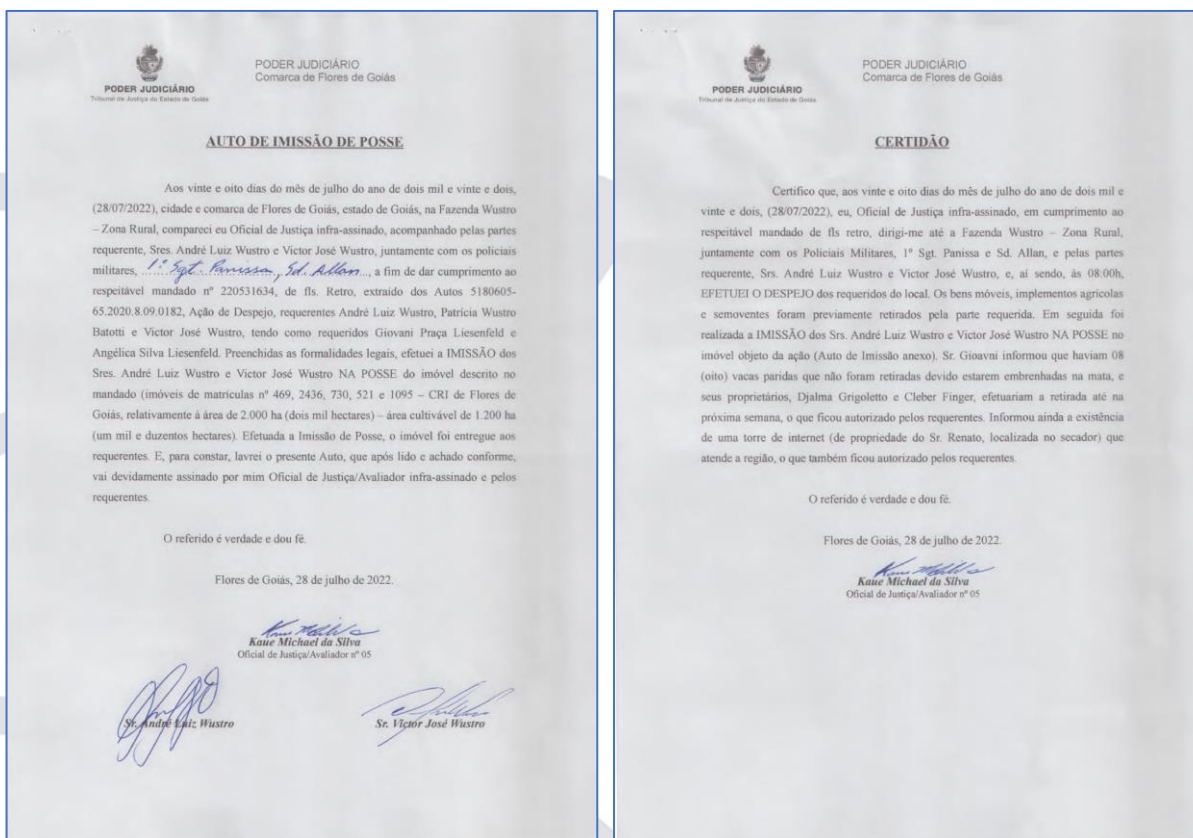 PODER JUDICIÁRIO
Tribunal de Justiça do Estado de Goiás
PODER JUDICIÁRIO
Comarca de Flores de Goiás
AUTO DE IMISSÃO DE POSSE
Aos vinte e oito dias do mês de julho do ano de dois mil e vinte e dois,
(28/07/2022), cidade e comarca de Flores de Goiás, estado de Goiás, na Fazenda Wustro
– Zona Rural, compareci eu Oficial de Justiça infra-assinado, acompanhado pelas partes
requerente, Sres. André Luiz Wustro e Victor José Wustro, juntamente com os policiais
militares, 1º Sgt. Panissa, Sd. Allan, a fim de dar cumprimento ao
respeitável mandado nº 220531634, de fls. Retro, extraído dos Autos 5180605-
65.2020.8.09.0182, Ação de Despejo, requerentes André Luiz Wustro, Patrícia Wustro
Batotti e Victor José Wustro, tendo como requeridos Giovani Praça Liesenfeld e
Angélica Silva Liesenfeld. Preenchidas as formalidades legais, efetuei a IMISSÃO dos
Sres. André Luiz Wustro e Victor José Wustro NA POSSE do imóvel descrito no
mandado (imóveis de matrículas nº 469, 2436, 730, 521 e 1095 – CRI de Flores de
Goiás, relativamente à área de 2.000 ha (dois mil hectares) – área cultivável de 1.200 ha
(um mil e duzentos hectares). Efetuada a Imissão de Posse, o imóvel foi entregue aos
requerentes. E, para constar, lavrei o presente Auto, que após lido e achado conforme,
vai devidamente assinado por mim Oficial de Justiça/Avaliador infra-assinado e pelos
requerentes.
O referido é verdade e dou fé.
Flores de Goiás, 28 de julho de 2022.
Kaue Michael da Silva
Oficial de Justiça/Avaliador nº 05
Sr. André Luiz Wustro
Sr. Victor José Wustro
PODER JUDICIÁRIO
Tribunal de Justiça do Estado de Goiás
PODER JUDICIÁRIO
Comarca de Flores de Goiás
CERTIDÃO
Certifico que, aos vinte e oito dias do mês de julho do ano de dois mil e
vinte e dois, (28/07/2022), eu, Oficial de Justiça infra-assinado, em cumprimento ao
respeitável mandado de fls retro, dirigi-me até a Fazenda Wustro – Zona Rural,
juntamente com os Policiais Militares, 1º Sgt. Panissa e Sd. Allan, e pelas partes
requerente, Srs. André Luiz Wustro e Victor José Wustro, e, aí sendo, às 08:00h,
EFETUEI O DESPEJO dos requeridos do local. Os bens móveis, implementos agrícolas
e semoventes foram previamente retirados pela parte requerida. Em seguida foi
realizada a IMISSÃO dos Srs. André Luiz Wustro e Victor José Wustro NA POSSE no
imóvel objeto da ação (Auto de Imissão anexo). Sr. Gioavni informou que haviam 08
(oito) vacas paridas que não foram retiradas devido estarem embrenhadas na mata, e
seus proprietários, Djalma Grigoletto e Cleber Finger, efetuariam a retirada até na
próxima semana, o que ficou autorizado pelos requerentes. Informou ainda a existência
de uma torre de internet (de propriedade do Sr. Renato, localizada no secador) que
atende a região, o que também ficou autorizado pelos requerentes.
O referido é verdade e dou fé.
Flores de Goiás, 28 de julho de 2022.
Kaue Michael da Silva
Oficial de Justiça/Avaliador nº 05